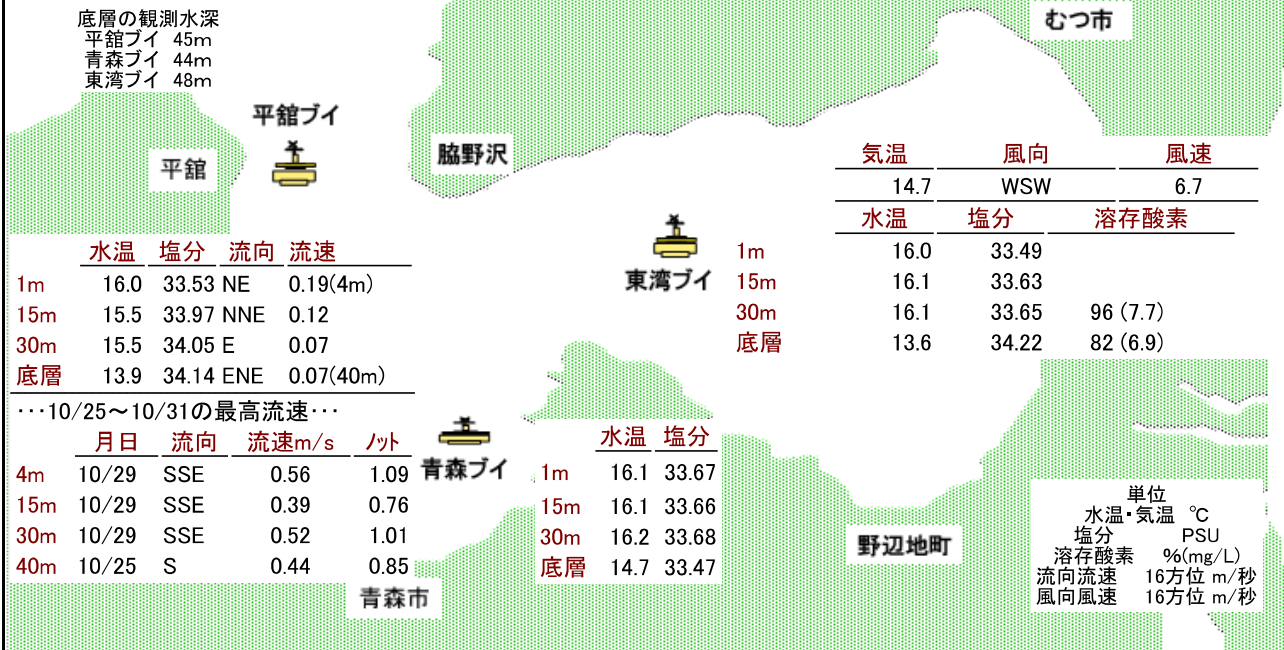 底層の観測水深
平舘ブイ 45m
青森ブイ 44m
東湾ブイ 48m
むつ市
平舘ブイ
平舘
脇野沢
気温 風向 風速
14.7 WSW 6.7
水温 塩分 溶存酸素
1m 16.0 33.49
15m 16.1 33.63
30m 16.1 33.65 96 (7.7)
底層 13.6 34.22 82 (6.9)
東湾ブイ
水温 塩分 流向 流速
1m 16.0 33.53 NE 0.19(4m)
15m 15.5 33.97 NNE 0.12
30m 15.5 34.05 E 0.07
底層 13.9 34.14 ENE 0.07(40m)
･･･10/25～10/31の最高流速･･･
月日 流向 流速m/s ﾉｯﾄ
4m 10/29 SSE 0.56 1.09
15m 10/29 SSE 0.39 0.76
30m 10/29 SSE 0.52 1.01
40m 10/25 S 0.44 0.85
青森ブイ
水温 塩分
1m 16.1 33.67
15m 16.1 33.66
30m 16.2 33.68
底層 14.7 33.47
野辺地町
青森市
単位
水温・気温 ℃
塩分 PSU
溶存酸素 %(mg/L)
流向流速 16方位 m/秒
風向風速 16方位 m/秒